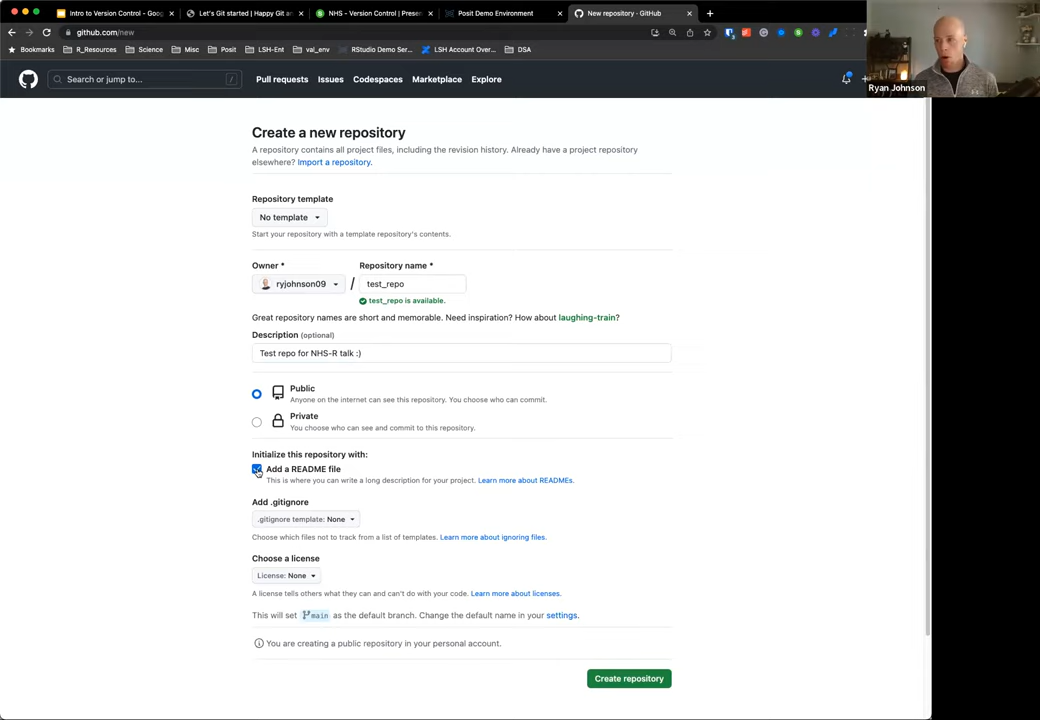 Intro to Version Control - Goog
Let's Git started | Happy Git an
NHS - Version Control | Presen
Posit Demo Environment
New repository · GitHub
github.com/new
Bookmarks
R_Resources
Science
Misc
Posit
LSH-Ent
val_env
RStudio Demo Ser...
LSH Account Over...
DSA
Search or jump to...
/
Pull requests
Issues
Codespaces
Marketplace
Explore
Ryan Johnson
Create a new repository
A repository contains all project files, including the revision history. Already have a project repository
elsewhere? Import a repository.
Repository template
No template
Start your repository with a template repository's contents.
Owner *
Repository name *
ryjohnson09
/
test_repo
test_repo is available.
Great repository names are short and memorable. Need inspiration? How about laughing-train?
Description (optional)
Test repo for NHS-R talk :)
Public
Anyone on the internet can see this repository. You choose who can commit.
Private
You choose who can see and commit to this repository.
Initialize this repository with:
Add a README file
This is where you can write a long description for your project. Learn more about READMEs.
Add .gitignore
.gitignore template: None
Choose which files not to track from a list of templates. Learn more about ignoring files.
Choose a license
License: None
A license tells others what they can and can't do with your code. Learn more about licenses.
This will set main as the default branch. Change the default name in your settings.
You are creating a public repository in your personal account.
Create repository